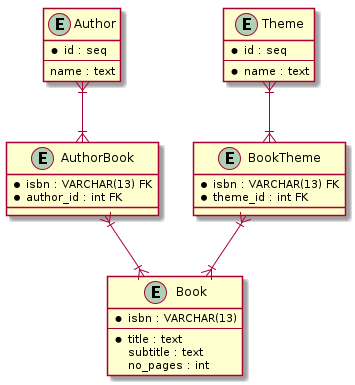 E Author
id : seq
name : text
E Theme
id : seq
name : text
E AuthorBook
isbn : VARCHAR(13) FK
author_id : int FK
E BookTheme
isbn : VARCHAR(13) FK
theme_id : int FK
E Book
isbn : VARCHAR(13)
title : text
subtitle : text
no_pages : int